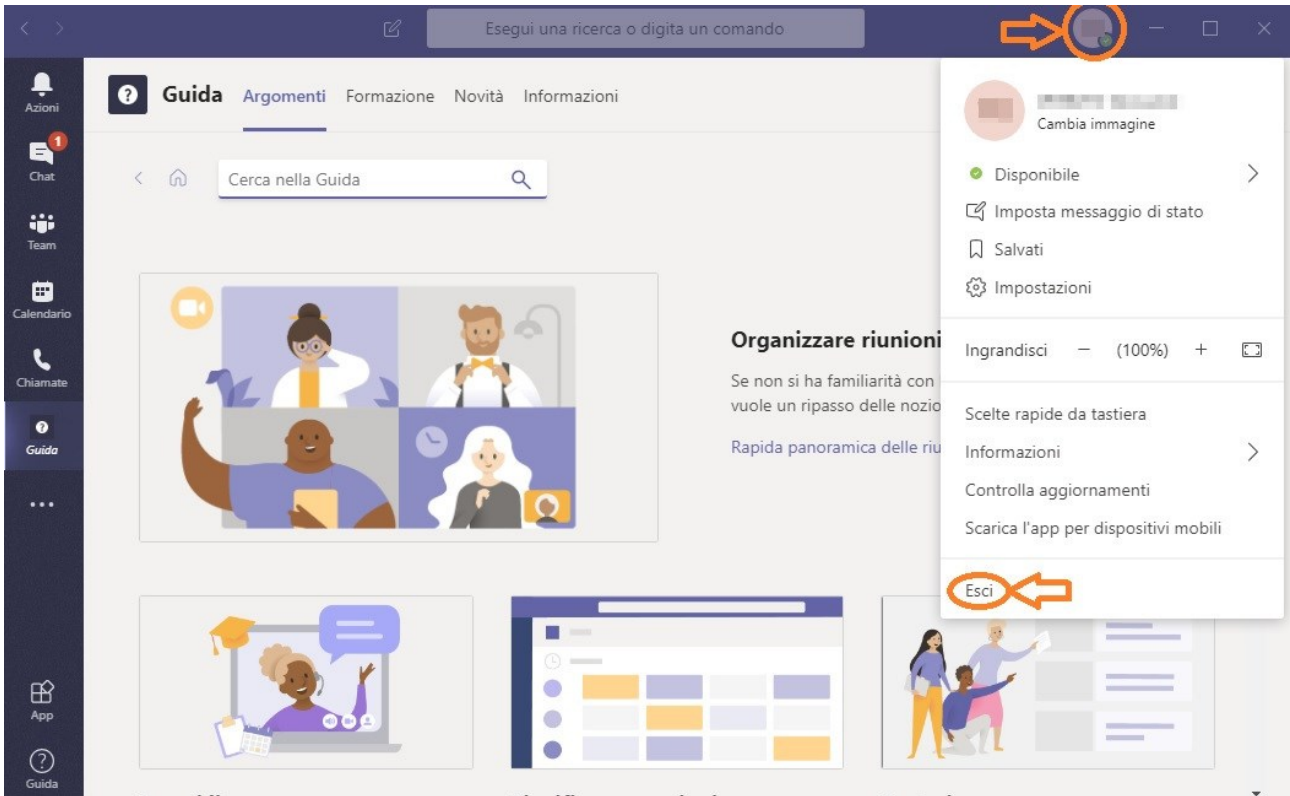 Esegui una ricerca o digita un comando
Azioni
1
Chat
Team
Calendario
Chiamate
Guida
App
Guida
Guida Argomenti Formazione Novità Informazioni
Cerca nella Guida
Organizzare riunioni
Se non si ha familiarità con
vuole un ripasso delle nozio
Rapida panoramica delle riu
Cambia immagine
Disponibile
Imposta messaggio di stato
Salvati
Impostazioni
Ingrandisci − (100%) +
Scelte rapide da tastiera
Informazioni
Controlla aggiornamenti
Scarica l'app per dispositivi mobili
Esci